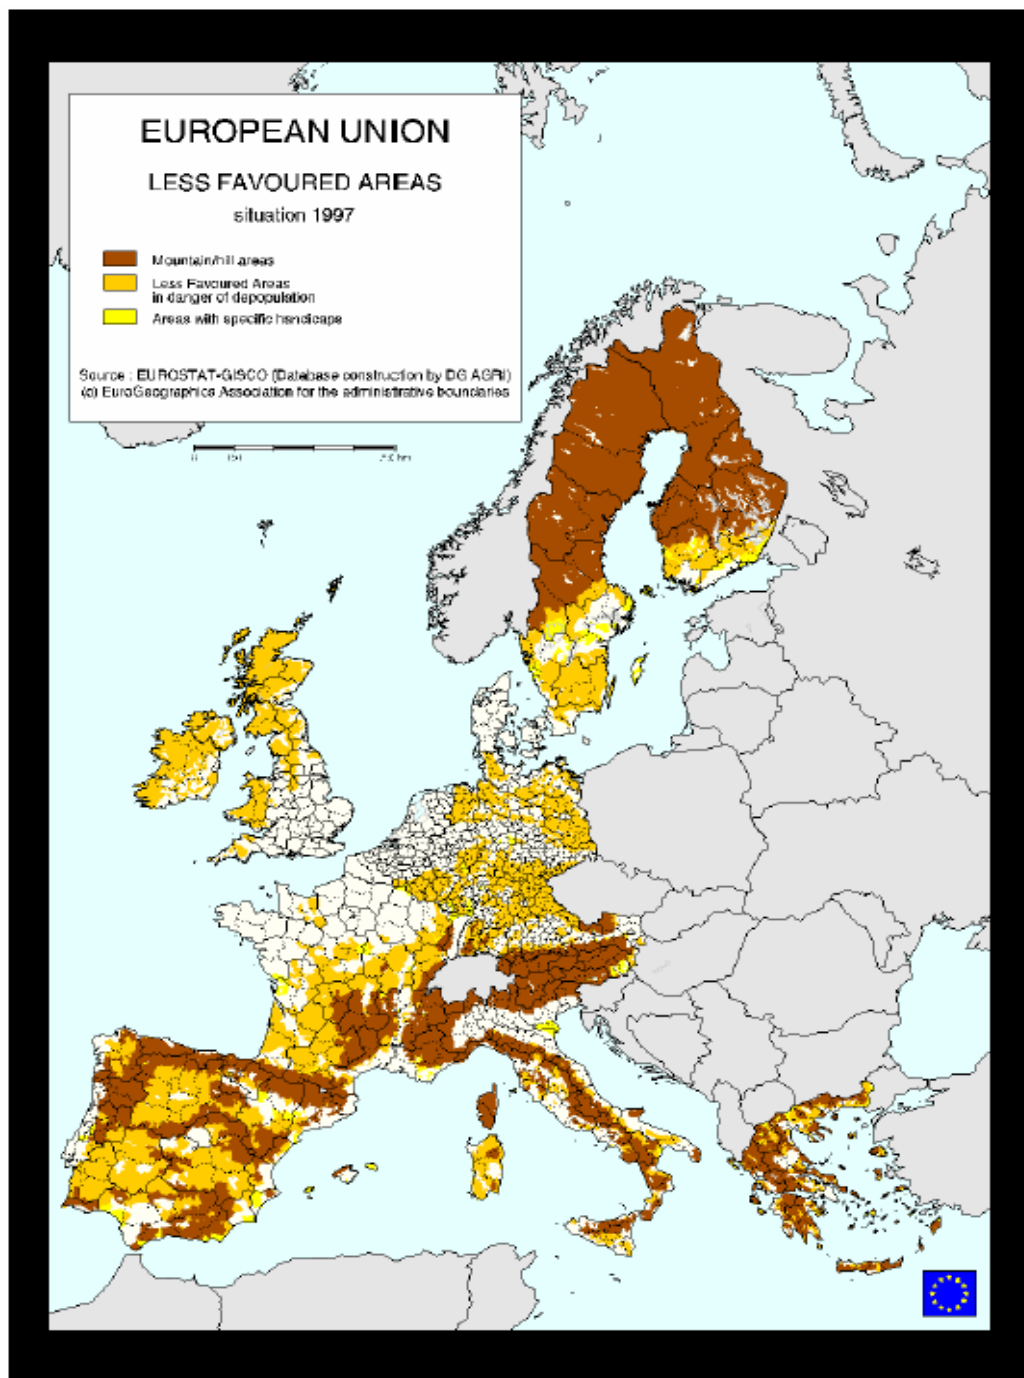 EUROPEAN UNION
LESS FAVOURED AREAS
situation 1997
Mountain/hill areas
Less Favoured Areas
in danger of depopulation
Areas with specific handicaps
Source : EUROSTAT-GISCO (Database construction by DG AGRI)
(c) EuroGeographics Association for the administrative boundaries
0